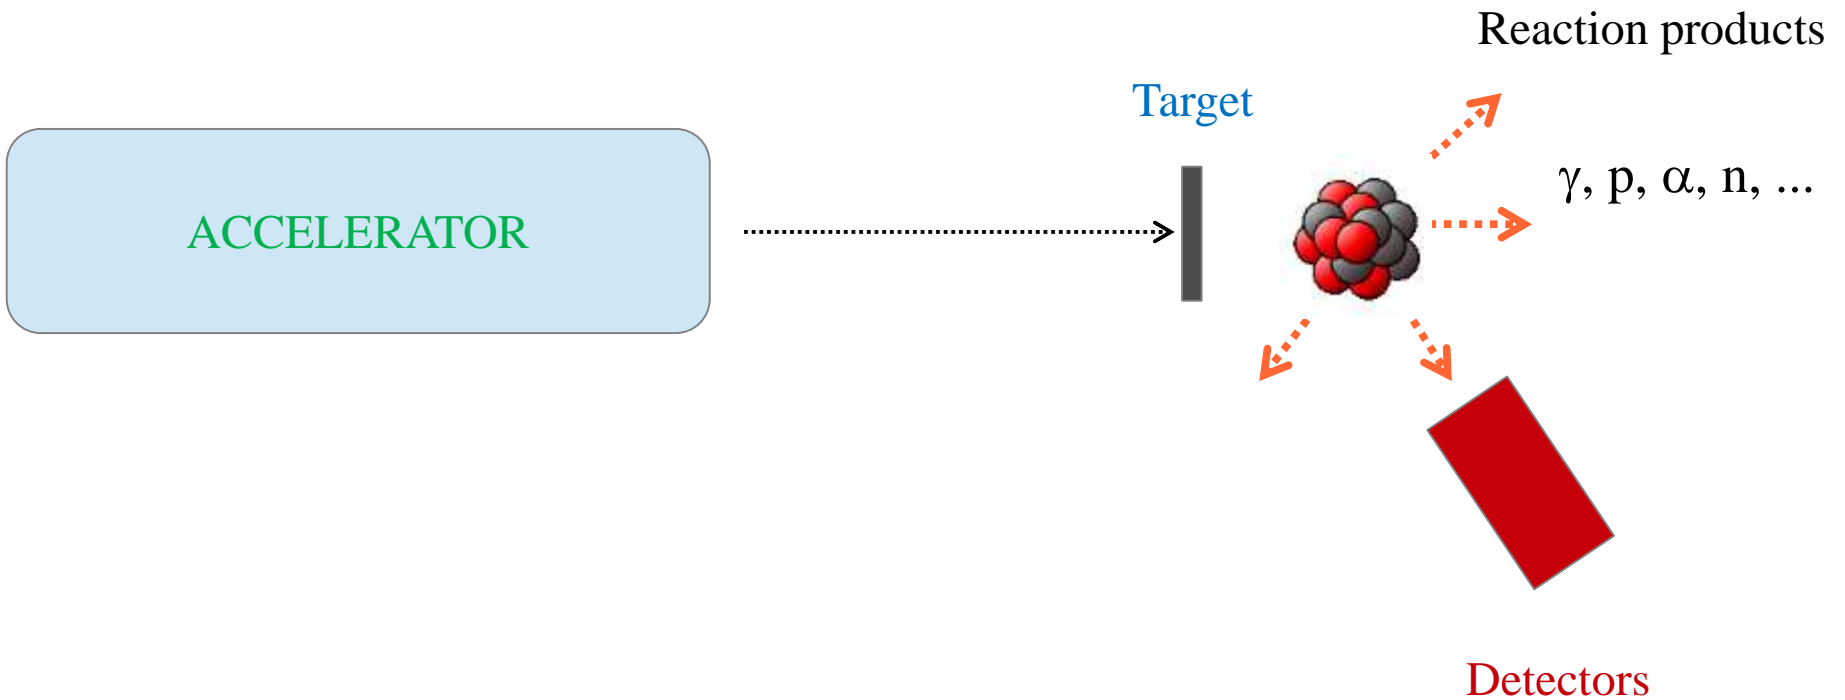 Reaction products
Target
γ, p, α, n, ...
ACCELERATOR
Detectors